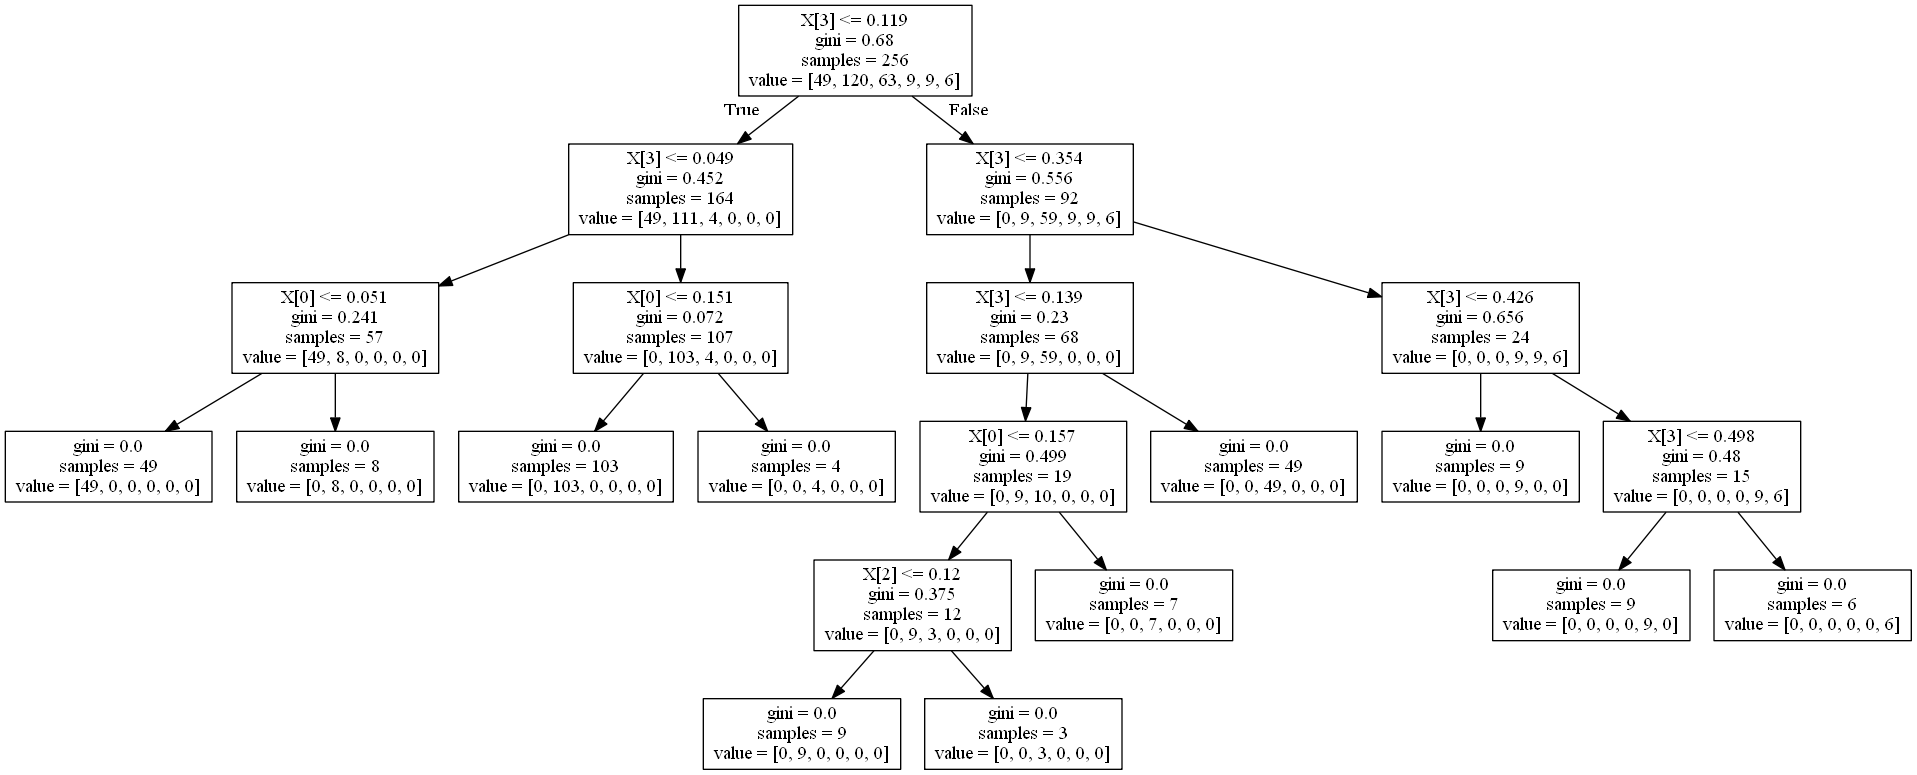 X[3] <= 0.119
gini = 0.68
samples = 256
value = [49, 120, 63, 9, 9, 6]
True
False
X[3] <= 0.049
gini = 0.452
samples = 164
value = [49, 111, 4, 0, 0, 0]
X[3] <= 0.354
gini = 0.556
samples = 92
value = [0, 9, 59, 9, 9, 6]
X[0] <= 0.051
gini = 0.241
samples = 57
value = [49, 8, 0, 0, 0, 0]
X[0] <= 0.151
gini = 0.072
samples = 107
value = [0, 103, 4, 0, 0, 0]
X[3] <= 0.139
gini = 0.23
samples = 68
value = [0, 9, 59, 0, 0, 0]
X[3] <= 0.426
gini = 0.656
samples = 24
value = [0, 0, 0, 9, 9, 6]
gini = 0.0
samples = 49
value = [49, 0, 0, 0, 0, 0]
gini = 0.0
samples = 8
value = [0, 8, 0, 0, 0, 0]
gini = 0.0
samples = 103
value = [0, 103, 0, 0, 0, 0]
gini = 0.0
samples = 4
value = [0, 0, 4, 0, 0, 0]
X[0] <= 0.157
gini = 0.499
samples = 19
value = [0, 9, 10, 0, 0, 0]
gini = 0.0
samples = 49
value = [0, 0, 49, 0, 0, 0]
gini = 0.0
samples = 9
value = [0, 0, 0, 9, 0, 0]
X[3] <= 0.498
gini = 0.48
samples = 15
value = [0, 0, 0, 0, 9, 6]
X[2] <= 0.12
gini = 0.375
samples = 12
value = [0, 9, 3, 0, 0, 0]
gini = 0.0
samples = 7
value = [0, 0, 7, 0, 0, 0]
gini = 0.0
samples = 9
value = [0, 0, 0, 0, 9, 0]
gini = 0.0
samples = 6
value = [0, 0, 0, 0, 0, 6]
gini = 0.0
samples = 9
value = [0, 9, 0, 0, 0, 0]
gini = 0.0
samples = 3
value = [0, 0, 3, 0, 0, 0]